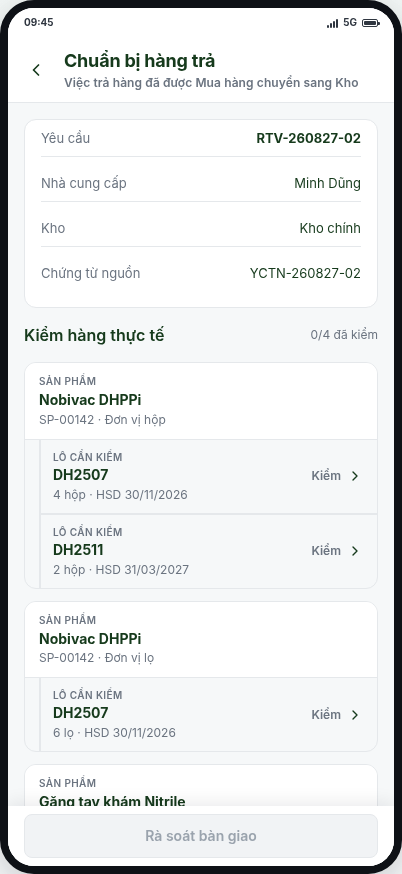 09:45
5G
Chuẩn bị hàng trả
Việc trả hàng đã được Mua hàng chuyển sang Kho
Yêu cầu RTV-260827-02
Nhà cung cấp Minh Dũng
Kho Kho chính
Chứng từ nguồn YCTN-260827-02
Kiểm hàng thực tế 0/4 đã kiểm
SẢN PHẨM
Nobivac DHPPi
SP-00142 · Đơn vị hộp
LÔ CẦN KIỂM
DH2507 Kiểm
4 hộp · HSD 30/11/2026
LÔ CẦN KIỂM
DH2511 Kiểm
2 hộp · HSD 31/03/2027
SẢN PHẨM
Nobivac DHPPi
SP-00142 · Đơn vị lọ
LÔ CẦN KIỂM
DH2507 Kiểm
6 lọ · HSD 30/11/2026
SẢN PHẨM
Găng tay khám Nitrile
Rà soát bàn giao